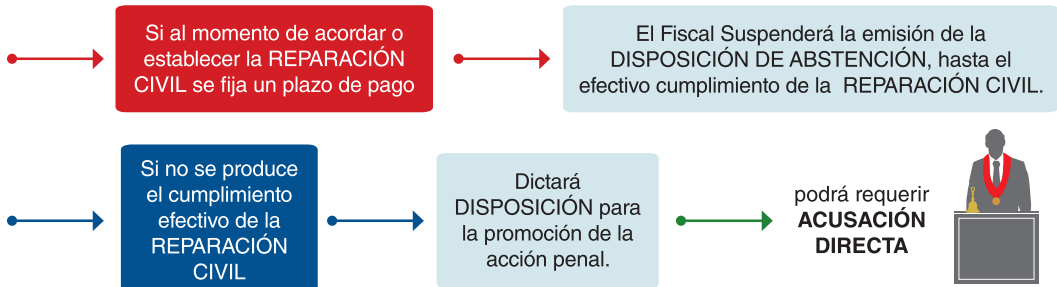 Si al momento de acordar o
establecer la REPARACIÓN
CIVIL se fija un plazo de pago
El Fiscal Suspenderá la emisión de la
DISPOSICIÓN DE ABSTENCIÓN, hasta el
efectivo cumplimiento de la REPARACIÓN CIVIL.
Si no se produce
el cumplimiento
efectivo de la
REPARACIÓN
CIVIL
Dictará
DISPOSICIÓN para
la promoción de la
acción penal.
podrá requerir
ACUSACIÓN
DIRECTA